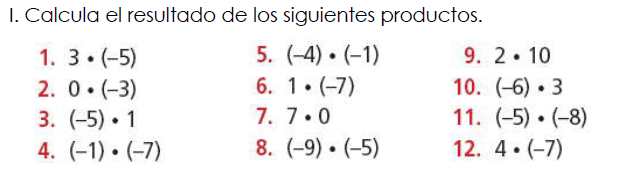 I. Calcula el resultado de los siguientes productos.
1. 3 • (–5)
2. 0 • (–3)
3. (–5) • 1
4. (–1) • (–7)
5. (–4) • (–1)
6. 1 • (–7)
7. 7 • 0
8. (–9) • (–5)
9. 2 • 10
10. (–6) • 3
11. (–5) • (–8)
12. 4 • (–7)